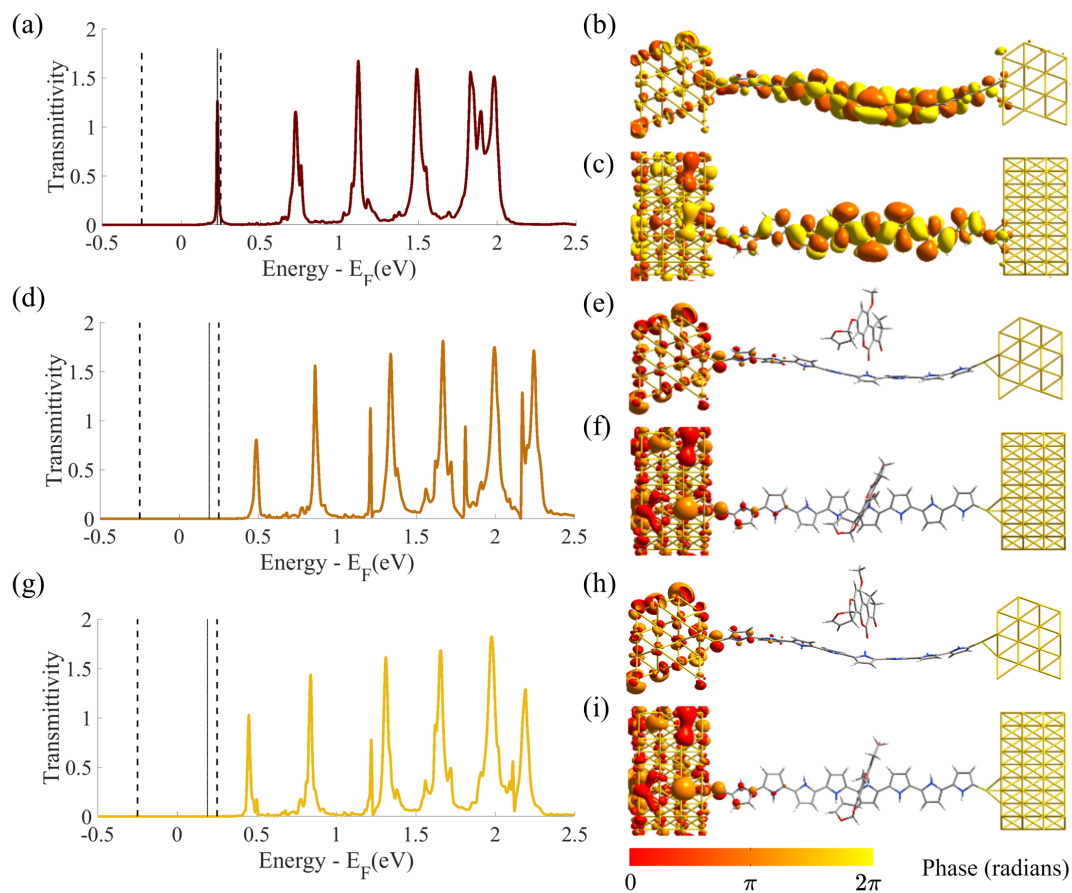 (a)
2
1.5
1
0.5
0
-0.5 0 0.5 1 1.5 2 2.5
Transmittivity
Energy - E_F(eV)
(b)
(c)
(d)
2
1.5
1
0.5
0
-0.5 0 0.5 1 1.5 2 2.5
Transmittivity
Energy - E_F(eV)
(e)
(f)
(g)
2
1.5
1
0.5
0
-0.5 0 0.5 1 1.5 2 2.5
Transmittivity
Energy - E_F(eV)
(h)
(i)
0 π 2π
Phase (radians)